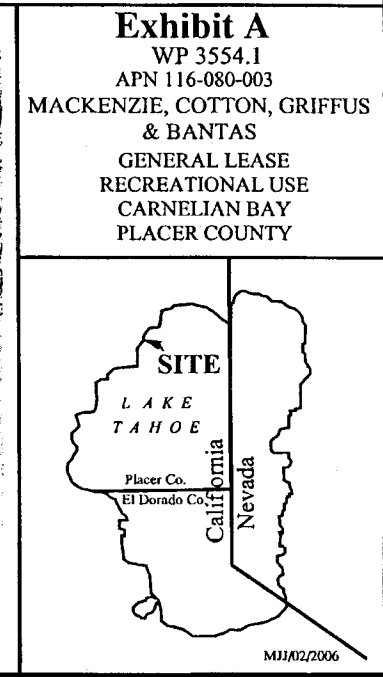 Exhibit A
WP 3554.1
APN 116-080-003
MACKENZIE, COTTON, GRIFFUS
& BANTAS
GENERAL LEASE
RECREATIONAL USE
CARNELIAN BAY
PLACER COUNTY
SITE
LAKE
TAHOE
Placer Co.
El Dorado Co.
California
Nevada
MJJ/02/2006